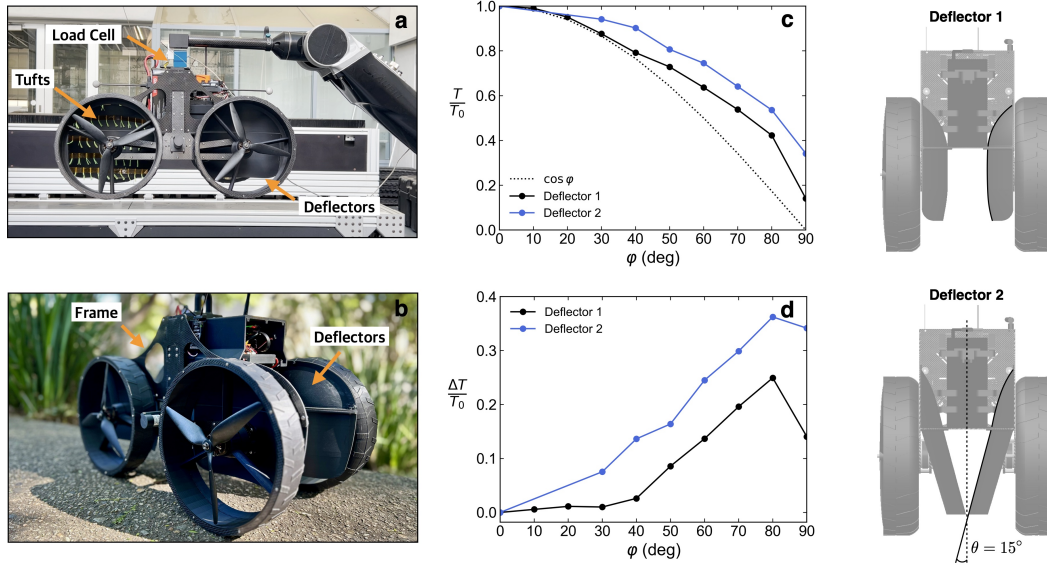 a
Load Cell
Tufts
Deflectors
b
Frame
Deflectors
c
1.0
0.8
0.6
0.4
0.2
0.0
T
T₀
cos φ
Deflector 1
Deflector 2
0 10 20 30 40 50 60 70 80 90
φ (deg)
Deflector 1
d
0.4
0.3
0.2
0.1
0.0
ΔT
T₀
Deflector 1
Deflector 2
0 10 20 30 40 50 60 70 80 90
φ (deg)
Deflector 2
θ = 15°